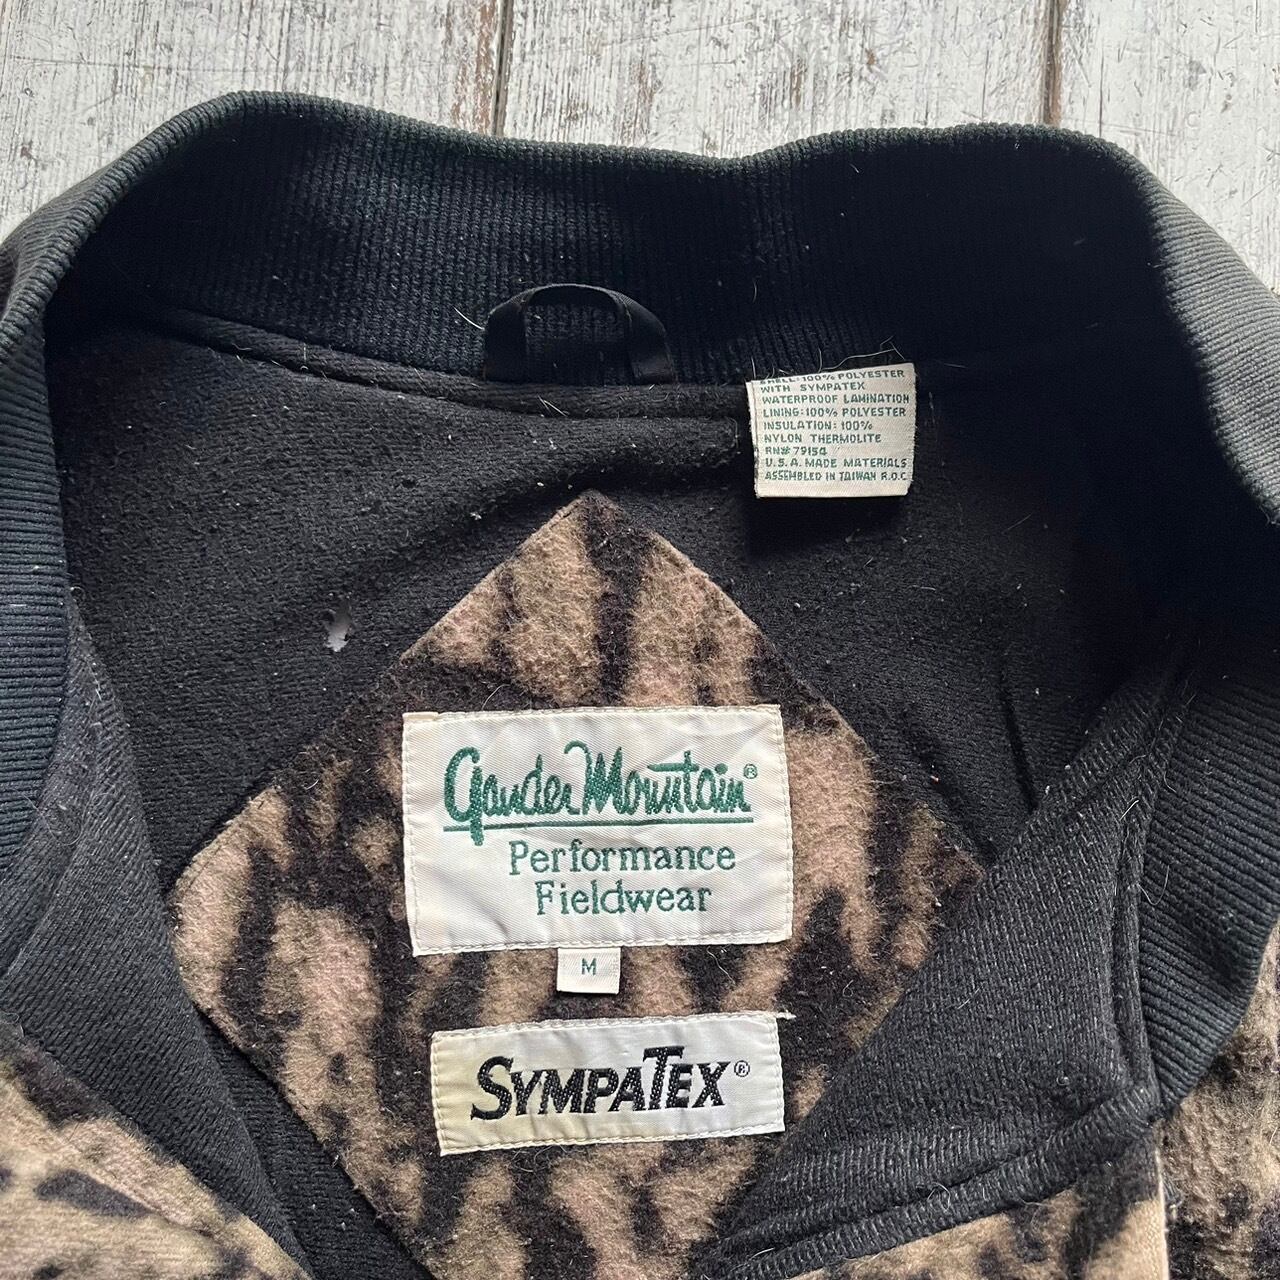 SHELL: 100% POLYESTER
WITH SYMPATEX
WATERPROOF LAMINATION
LINING: 100% POLYESTER
INSULATION: 100%
NYLON THERMOLITE
RN# 79154
U.S.A. MADE MATERIALS
ASSEMBLED IN TAIWAN R.O.C
Gander Mountain®
Performance
Fieldwear
M
SYMPATEX®